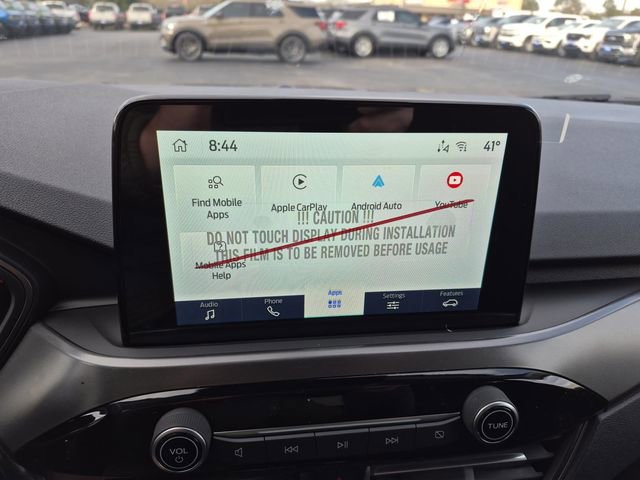 8:44
41°
Find Mobile
Apps
Apple CarPlay
Android Auto
YouTube
!!! CAUTION !!!
DO NOT TOUCH DISPLAY DURING INSTALLATION
THIS FILM IS TO BE REMOVED BEFORE USAGE
Mobile Apps
Help
Audio
Phone
Apps
Settings
Features
VOL
TUNE